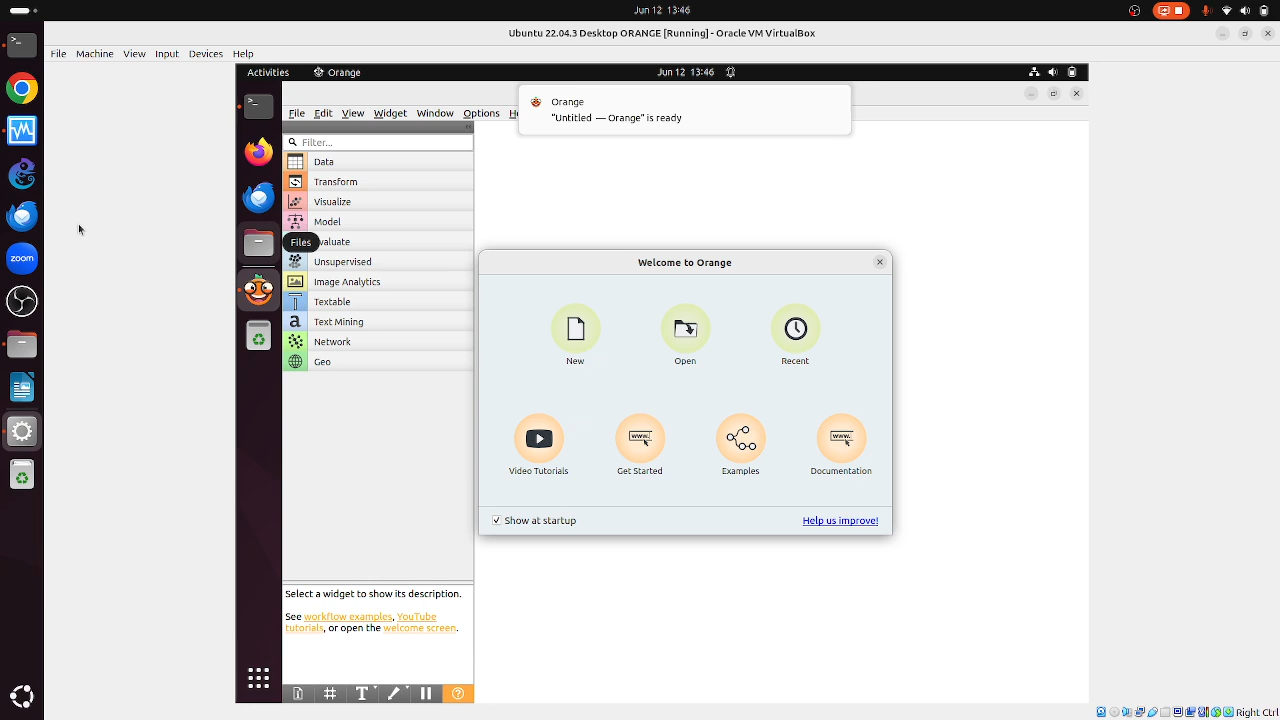 Jun 12 13:46
Ubuntu 22.04.3 Desktop ORANGE [Running] - Oracle VM VirtualBox
File Machine View Input Devices Help
Activities Orange Jun 12 13:46
Orange
"Untitled — Orange" is ready
File Edit View Widget Window Options
Filter...
Data
Transform
Visualize
Model
Files
Unsupervised
Image Analytics
Textable
Text Mining
Network
Geo
Welcome to Orange
New Open Recent
www. www.
Video Tutorials Get Started Examples Documentation
Show at startup Help us improve!
Select a widget to show its description.
See workflow examples, YouTube
tutorials, or open the welcome screen.
zoom
Right Ctrl